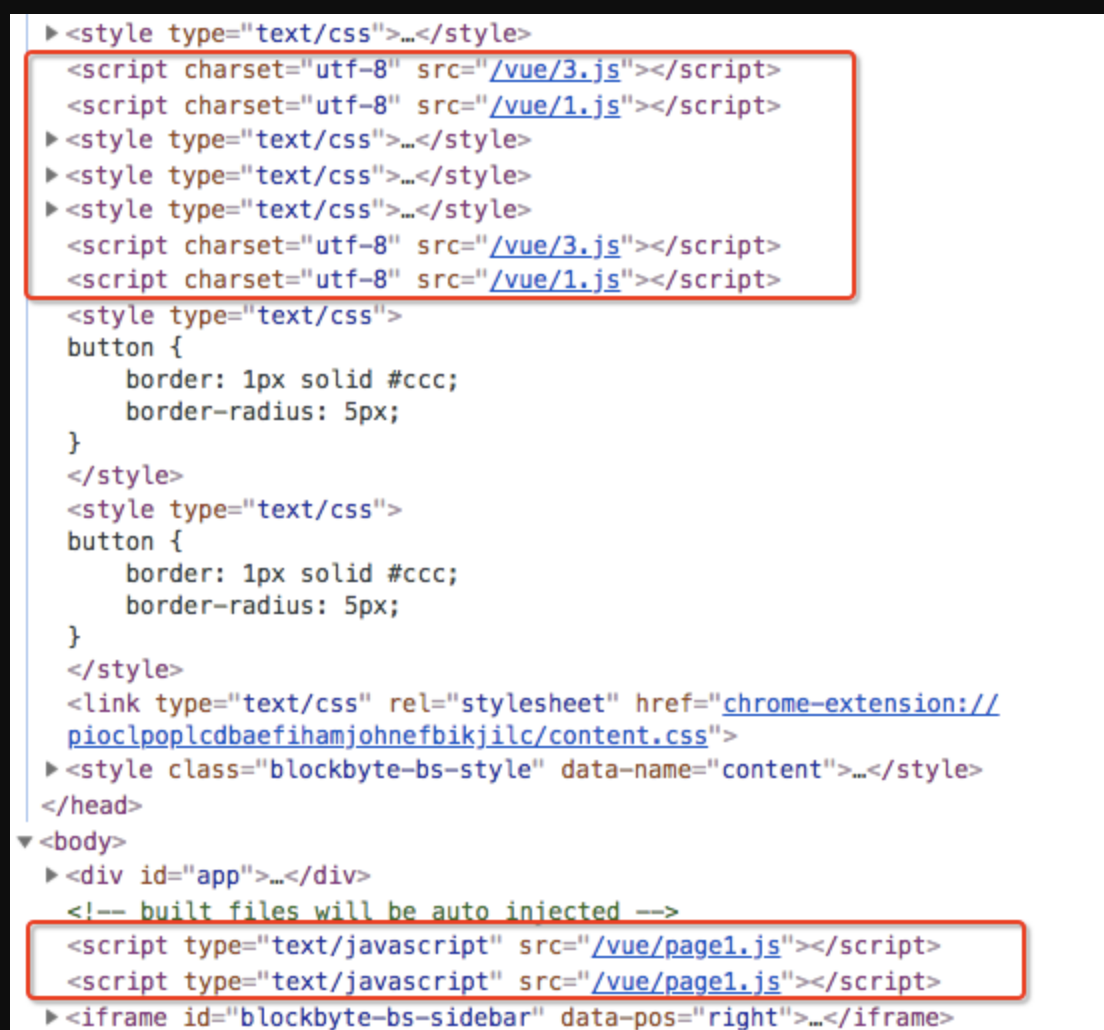 ▶<style type="text/css">…</style>
<script charset="utf-8" src="/vue/3.js"></script>
<script charset="utf-8" src="/vue/1.js"></script>
▶<style type="text/css">…</style>
▶<style type="text/css">…</style>
▶<style type="text/css">…</style>
<script charset="utf-8" src="/vue/3.js"></script>
<script charset="utf-8" src="/vue/1.js"></script>
<style type="text/css">
button {
    border: 1px solid #ccc;
    border-radius: 5px;
}
</style>
<style type="text/css">
button {
    border: 1px solid #ccc;
    border-radius: 5px;
}
</style>
<link type="text/css" rel="stylesheet" href="chrome-extension://
pioclpoplcdbaefihamjohnefbikjilc/content.css">
▶<style class="blockbyte-bs-style" data-name="content">…</style>
</head>
▼<body>
▶<div id="app">…</div>
<!-- built files will be auto injected -->
<script type="text/javascript" src="/vue/page1.js"></script>
<script type="text/javascript" src="/vue/page1.js"></script>
▶<iframe id="blockbyte-bs-sidebar" data-pos="right">…</iframe>